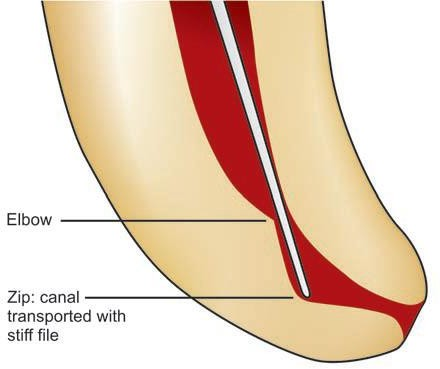 Elbow
Zip: canal
transported with
stiff file